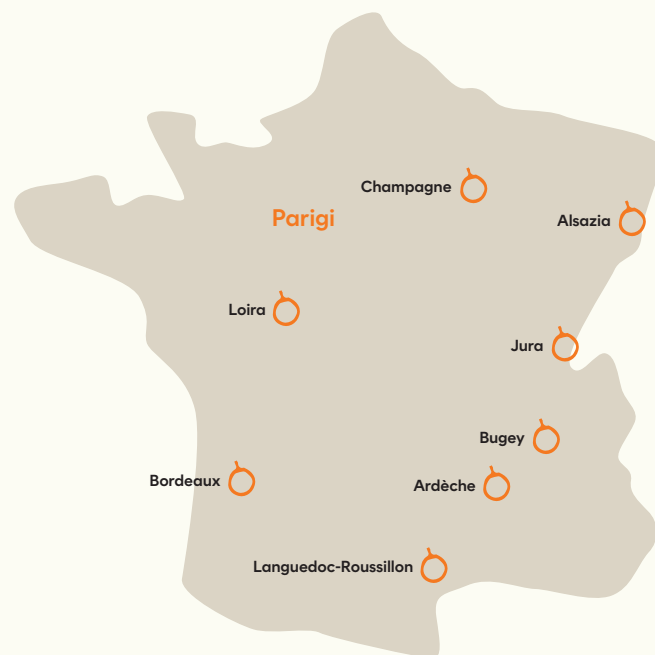 Champagne
Parigi
Alsazia
Loira
Jura
Bugey
Bordeaux
Ardèche
Languedoc-Roussillon